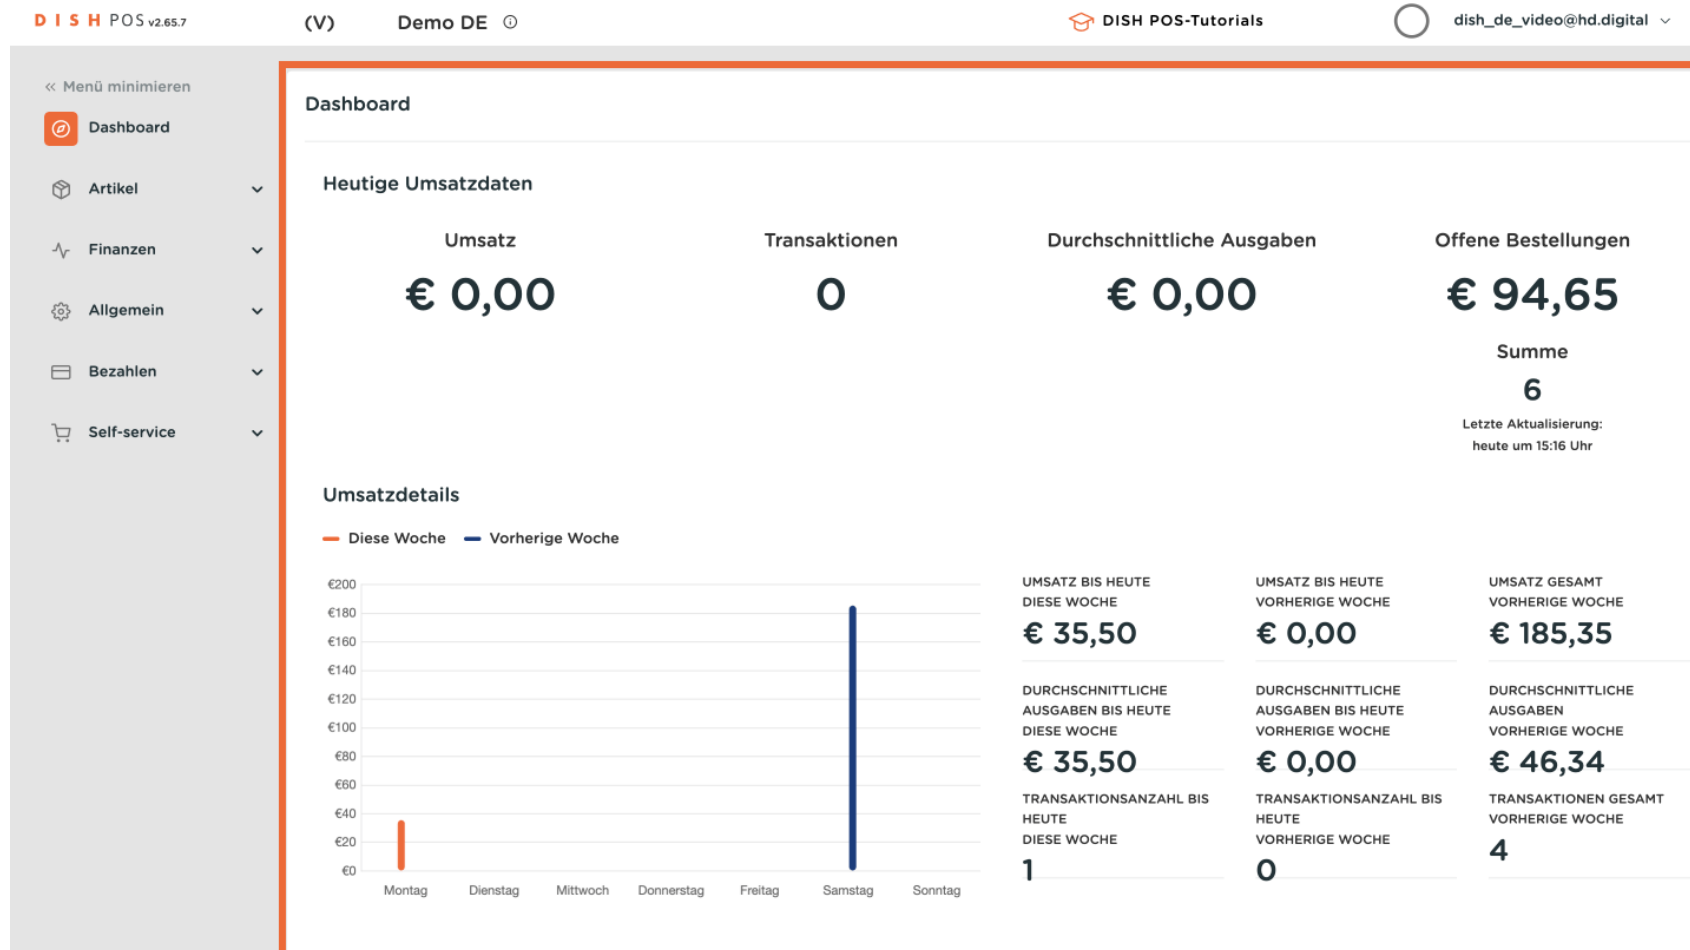 DISH POS v2.65.7
(V) Demo DE
DISH POS-Tutorials
dish_de_video@hd.digital
« Menü minimieren
Dashboard
Artikel
Finanzen
Allgemein
Bezahlen
Self-service
Dashboard
Heutige Umsatzdaten
Umsatz
€ 0,00
Transaktionen
0
Durchschnittliche Ausgaben
€ 0,00
Offene Bestellungen
€ 94,65
Summe
6
Letzte Aktualisierung:
heute um 15:16 Uhr
Umsatzdetails
Diese Woche Vorherige Woche
€200
€180
€160
€140
€120
€100
€80
€60
€40
€20
€0
Montag Dienstag Mittwoch Donnerstag Freitag Samstag Sonntag
UMSATZ BIS HEUTE
DIESE WOCHE
€ 35,50
UMSATZ BIS HEUTE
VORHERIGE WOCHE
€ 0,00
UMSATZ GESAMT
VORHERIGE WOCHE
€ 185,35
DURCHSCHNITTLICHE
AUSGABEN BIS HEUTE
DIESE WOCHE
€ 35,50
DURCHSCHNITTLICHE
AUSGABEN BIS HEUTE
VORHERIGE WOCHE
€ 0,00
DURCHSCHNITTLICHE
AUSGABEN
VORHERIGE WOCHE
€ 46,34
TRANSAKTIONSANZAHL BIS
HEUTE
DIESE WOCHE
1
TRANSAKTIONSANZAHL BIS
HEUTE
VORHERIGE WOCHE
0
TRANSAKTIONEN GESAMT
VORHERIGE WOCHE
4